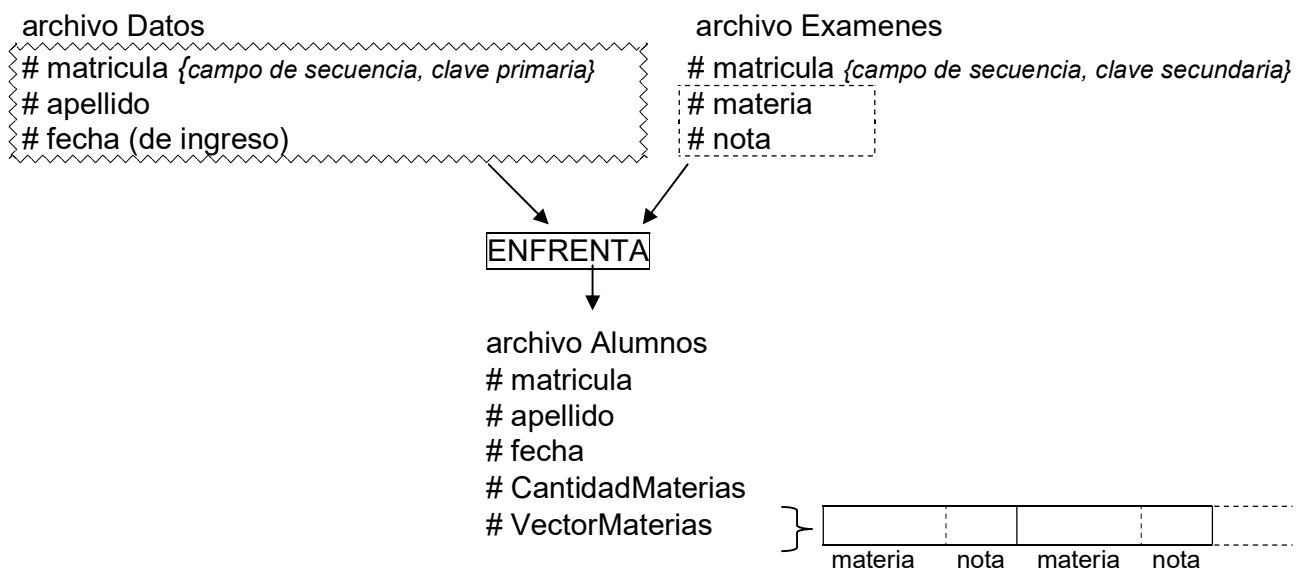 archivo Datos
# matricula {campo de secuencia, clave primaria}
# apellido
# fecha (de ingreso)
archivo Examenes
# matricula {campo de secuencia, clave secundaria}
# materia
# nota
ENFRENTA
archivo Alumnos
# matricula
# apellido
# fecha
# CantidadMaterias
# VectorMaterias
materia nota materia nota